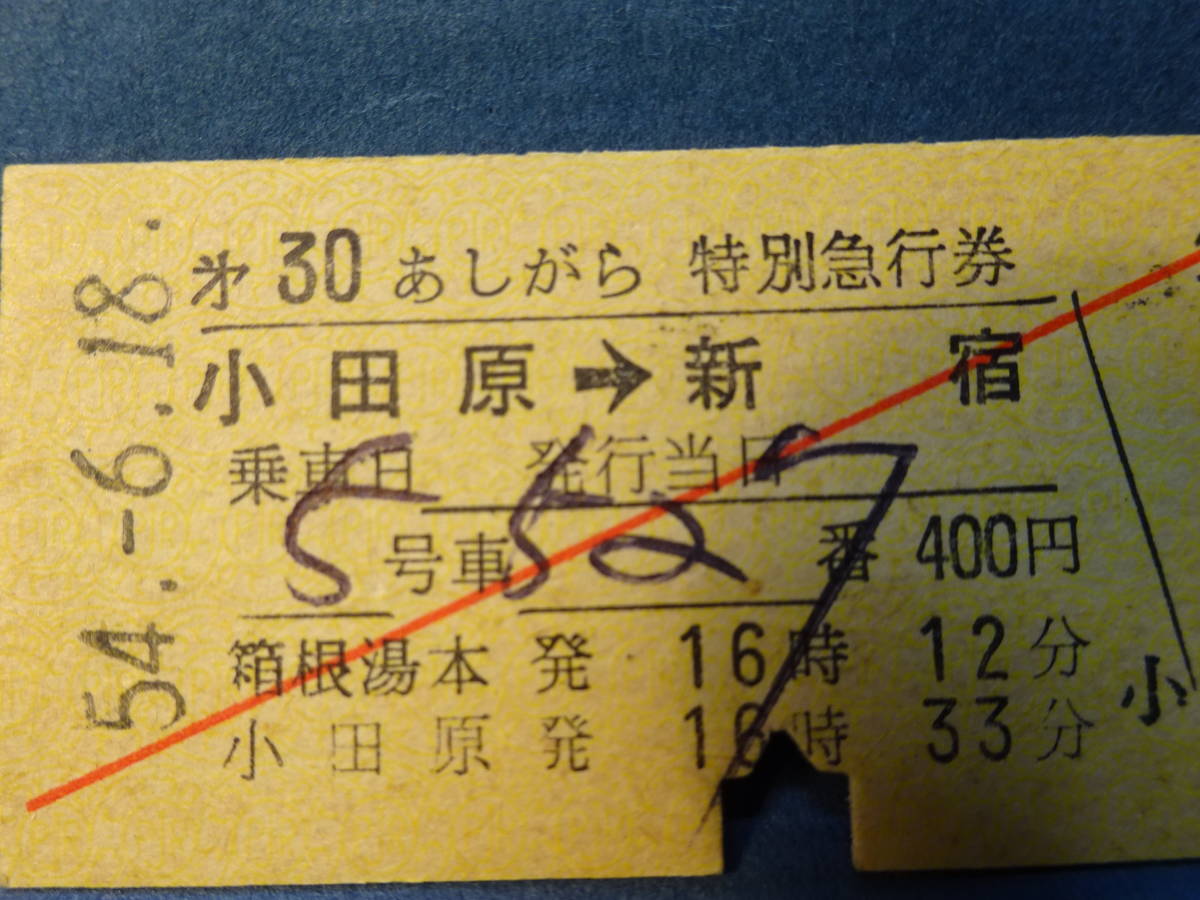 54.-6.18.
オ30 あしがら 特別急行券
小田原➡新宿
乗車日 発行当日
5 号車 527 番 400円
箱根湯本発 16時12分
小田原発 16時33分
小